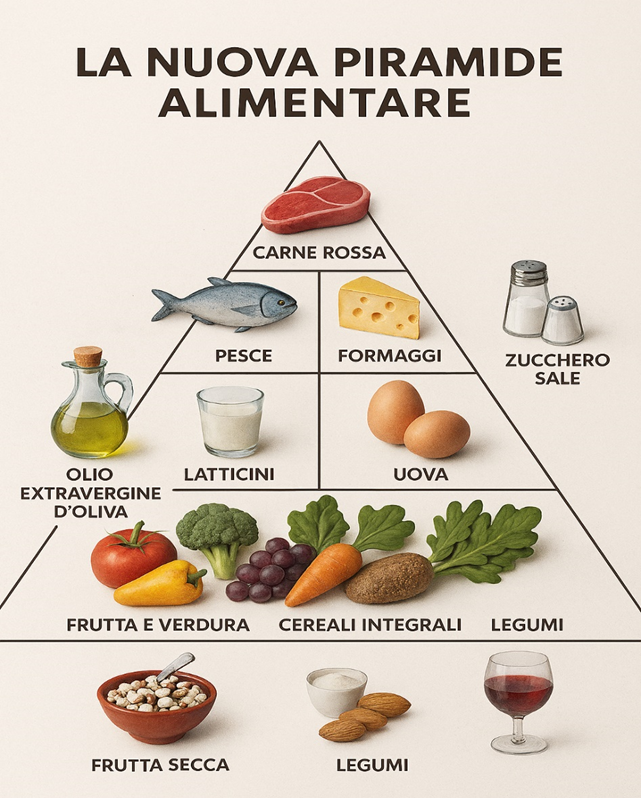 LA NUOVA PIRAMIDE
ALIMENTARE
CARNE ROSSA
PESCE
FORMAGGI
ZUCCHERO
SALE
OLIO
EXTRAVERGINE
D'OLIVA
LATTICINI
UOVA
FRUTTA E VERDURA
CEREALI INTEGRALI
LEGUMI
FRUTTA SECCA
LEGUMI